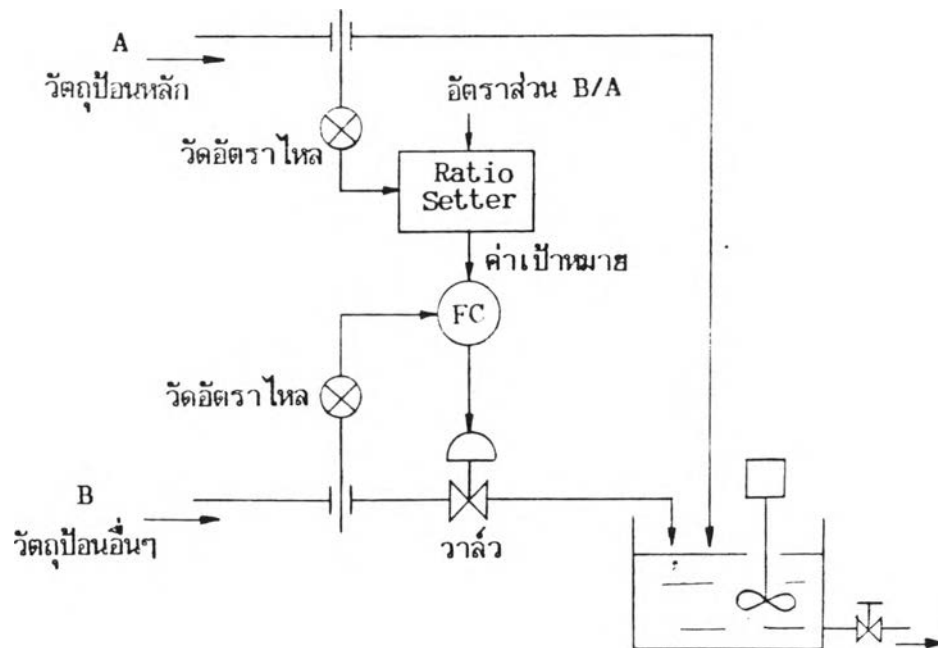 A
วัตถุป้อนหลัก
อัตราส่วน B/A
วัดอัตราไหล
Ratio
Setter
ค่าเป้าหมาย
FC
วัดอัตราไหล
B
วัตถุป้อนอื่นๆ
วาล์ว